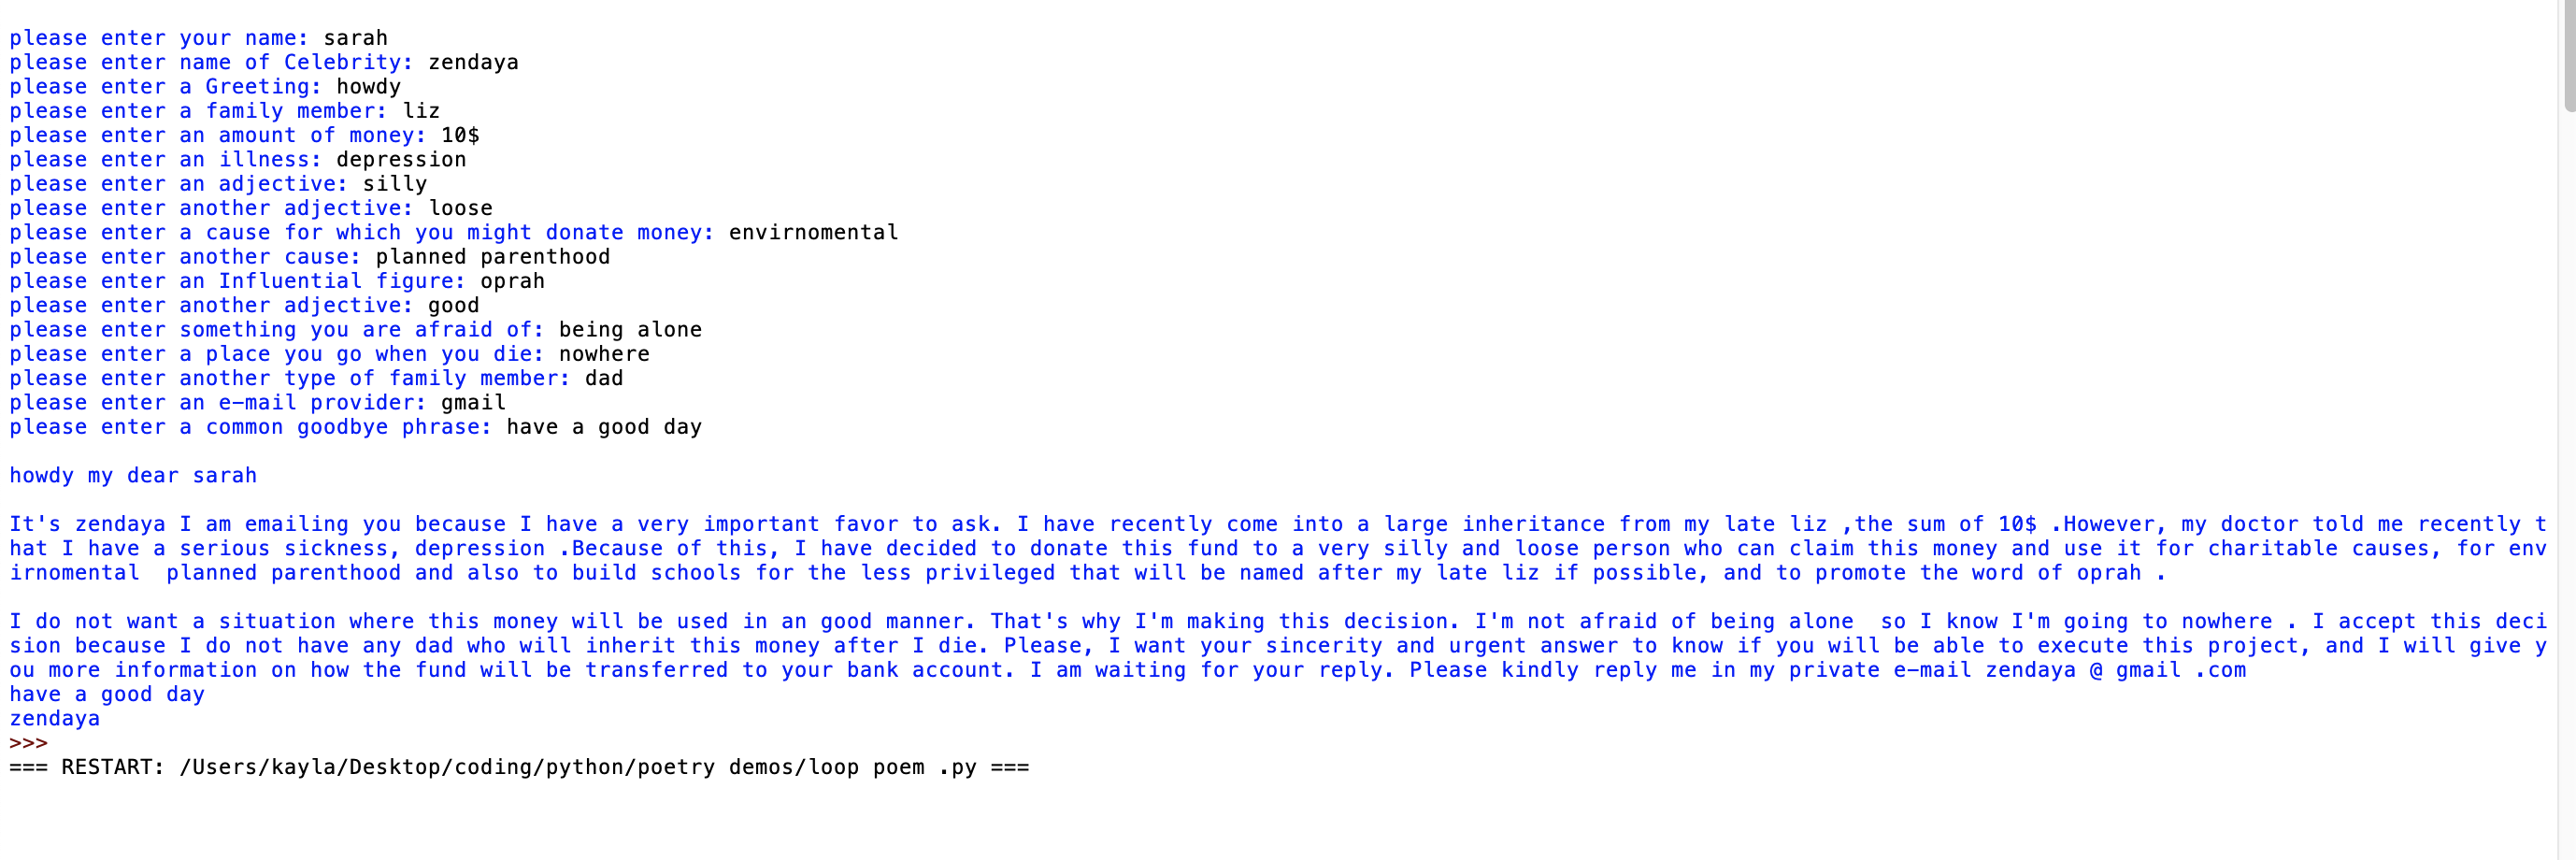 please enter your name: sarah
please enter name of Celebrity: zendaya
please enter a Greeting: howdy
please enter a family member: liz
please enter an amount of money: 10$
please enter an illness: depression
please enter an adjective: silly
please enter another adjective: loose
please enter a cause for which you might donate money: envirnomental
please enter another cause: planned parenthood
please enter an Influential figure: oprah
please enter another adjective: good
please enter something you are afraid of: being alone
please enter a place you go when you die: nowhere
please enter another type of family member: dad
please enter an e-mail provider: gmail
please enter a common goodbye phrase: have a good day
howdy my dear sarah
It's zendaya I am emailing you because I have a very important favor to ask. I have recently come into a large inheritance from my late liz ,the sum of 10$ .However, my doctor told me recently t
hat I have a serious sickness, depression .Because of this, I have decided to donate this fund to a very silly and loose person who can claim this money and use it for charitable causes, for env
irnomental  planned parenthood and also to build schools for the less privileged that will be named after my late liz if possible, and to promote the word of oprah .
I do not want a situation where this money will be used in an good manner. That's why I'm making this decision. I'm not afraid of being alone  so I know I'm going to nowhere . I accept this deci
sion because I do not have any dad who will inherit this money after I die. Please, I want your sincerity and urgent answer to know if you will be able to execute this project, and I will give y
ou more information on how the fund will be transferred to your bank account. I am waiting for your reply. Please kindly reply me in my private e-mail zendaya @ gmail .com
have a good day
zendaya
>>>
=== RESTART: /Users/kayla/Desktop/coding/python/poetry demos/loop poem .py ===